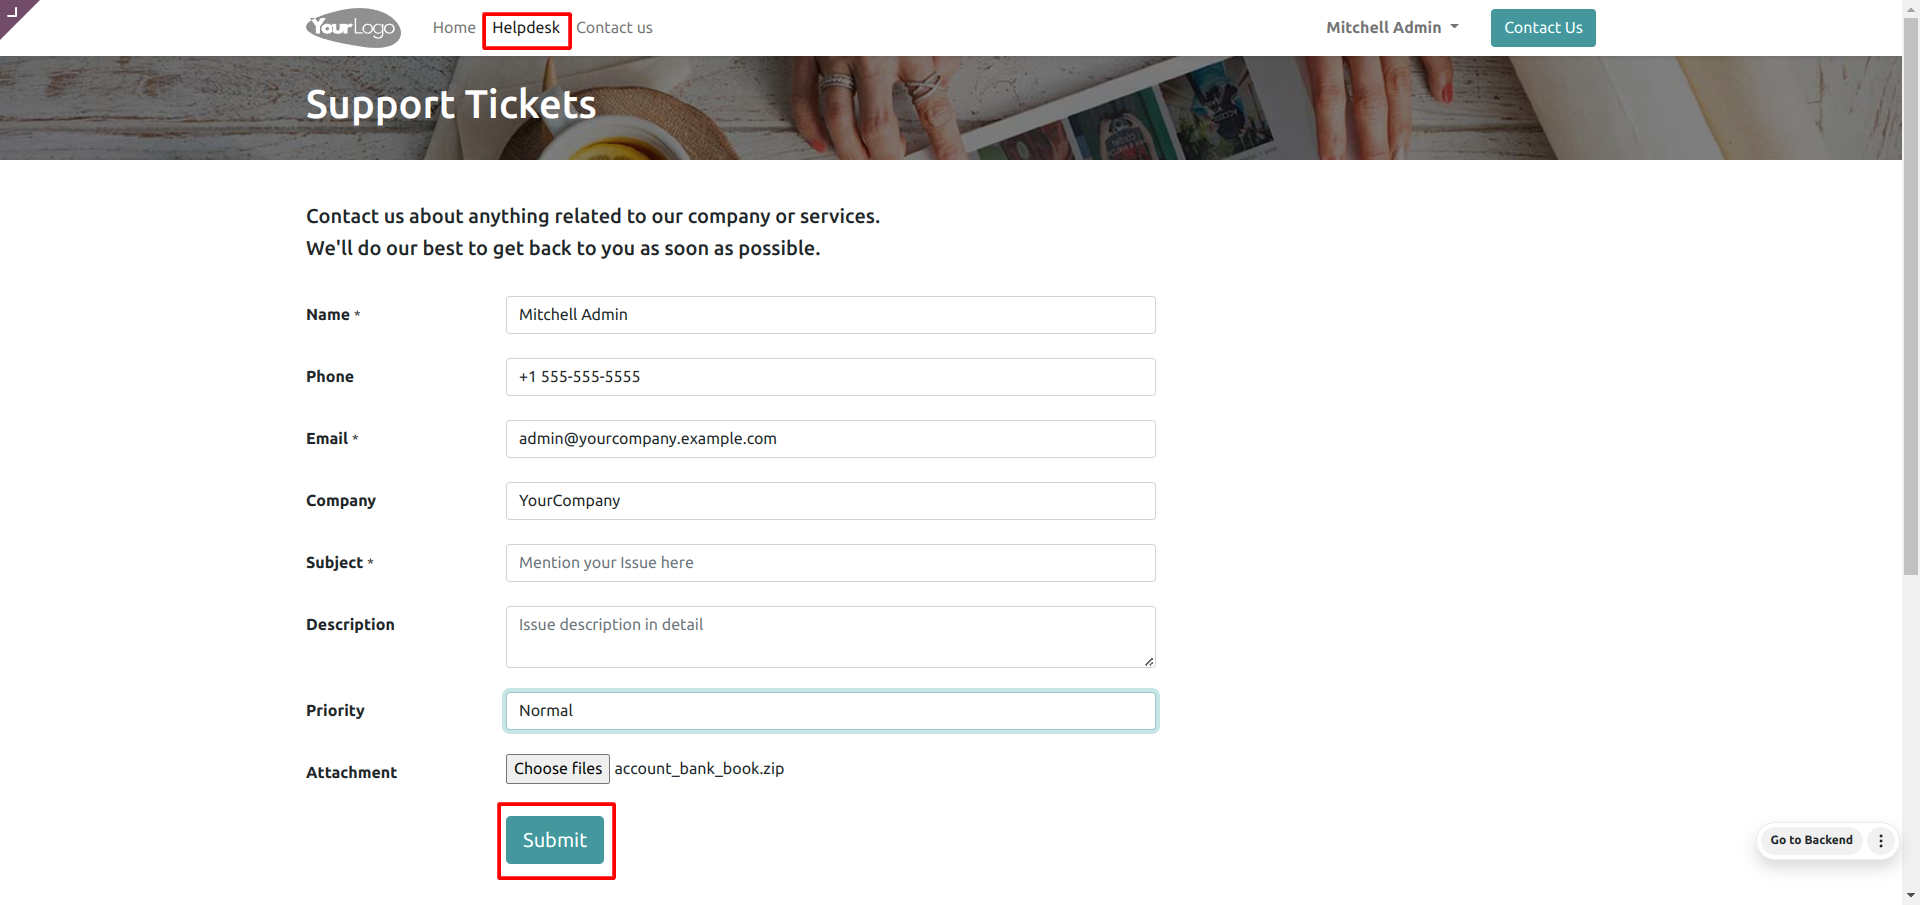 YourLogo
Home Helpdesk Contact us Mitchell Admin Contact Us
Support Tickets
Contact us about anything related to our company or services.
We'll do our best to get back to you as soon as possible.
Name * Mitchell Admin
Phone +1 555-555-5555
Email * admin@yourcompany.example.com
Company YourCompany
Subject * Mention your Issue here
Description Issue description in detail
Priority Normal
Attachment Choose files account_bank_book.zip
Submit
Go to Backend